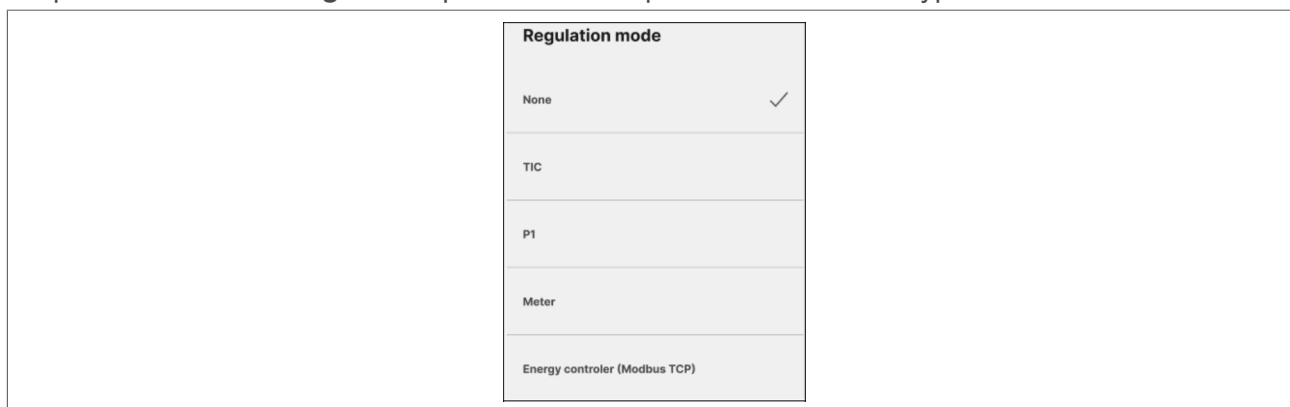 Regulation mode
None
TIC
P1
Meter
Energy controler (Modbus TCP)